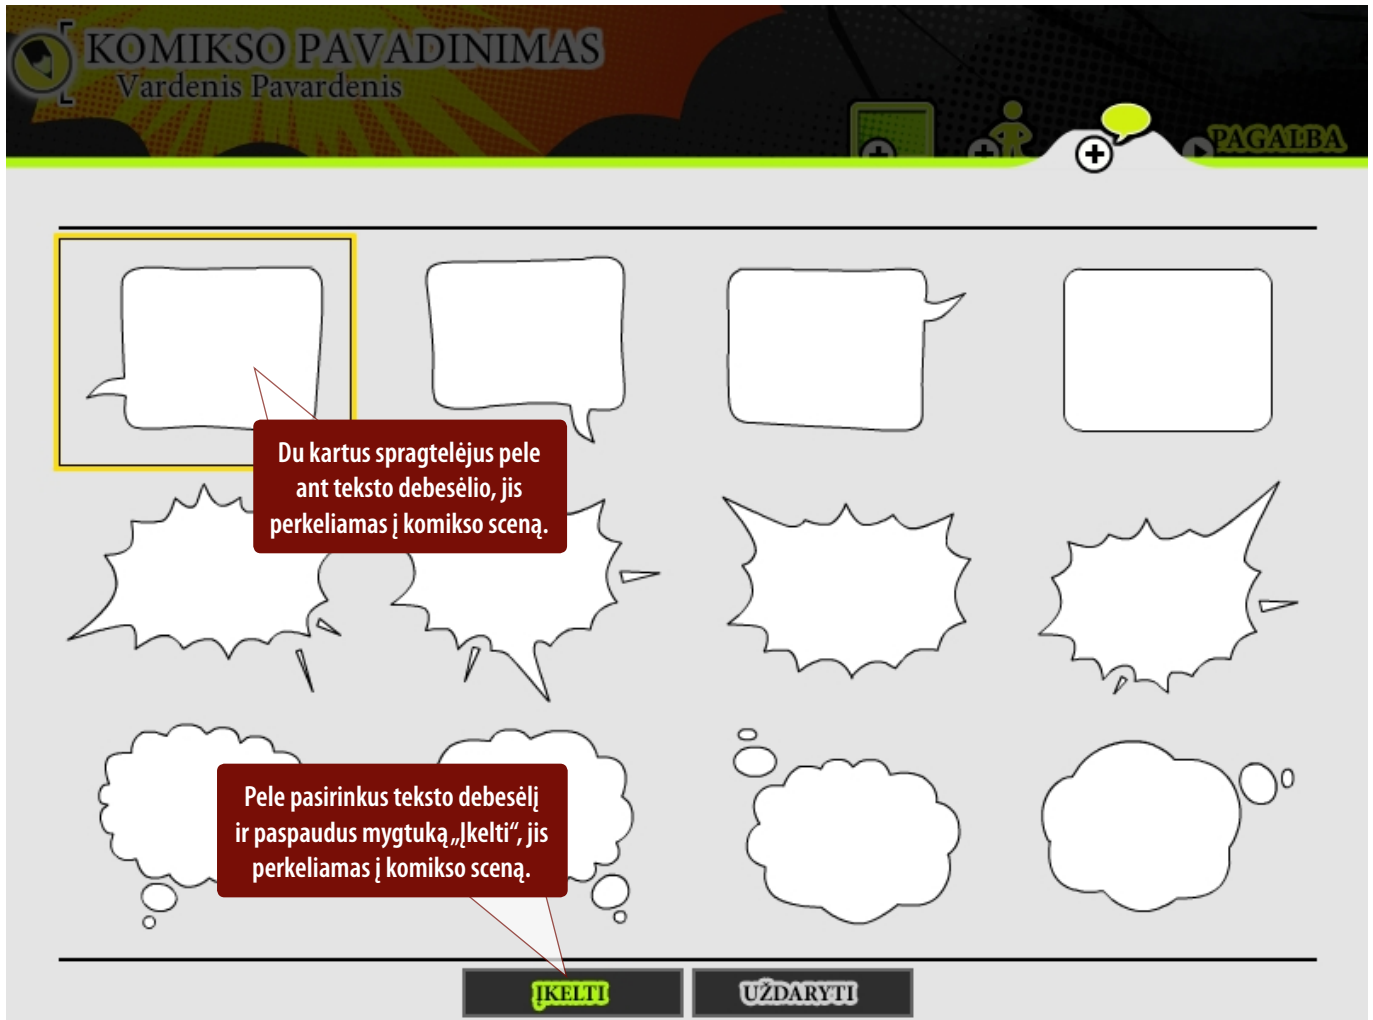 KOMIKSO PAVADINIMAS
Vardenis Pavardenis
PAGALBA
Du kartus spragtelėjus pele
ant teksto debesėlio, jis
perkeliamas į komikso sceną.
Pele pasirinkus teksto debesėlį
ir paspaudus mygtuką „Įkelti“, jis
perkeliamas į komikso sceną.
ĮKELTI
UŽDARYTI